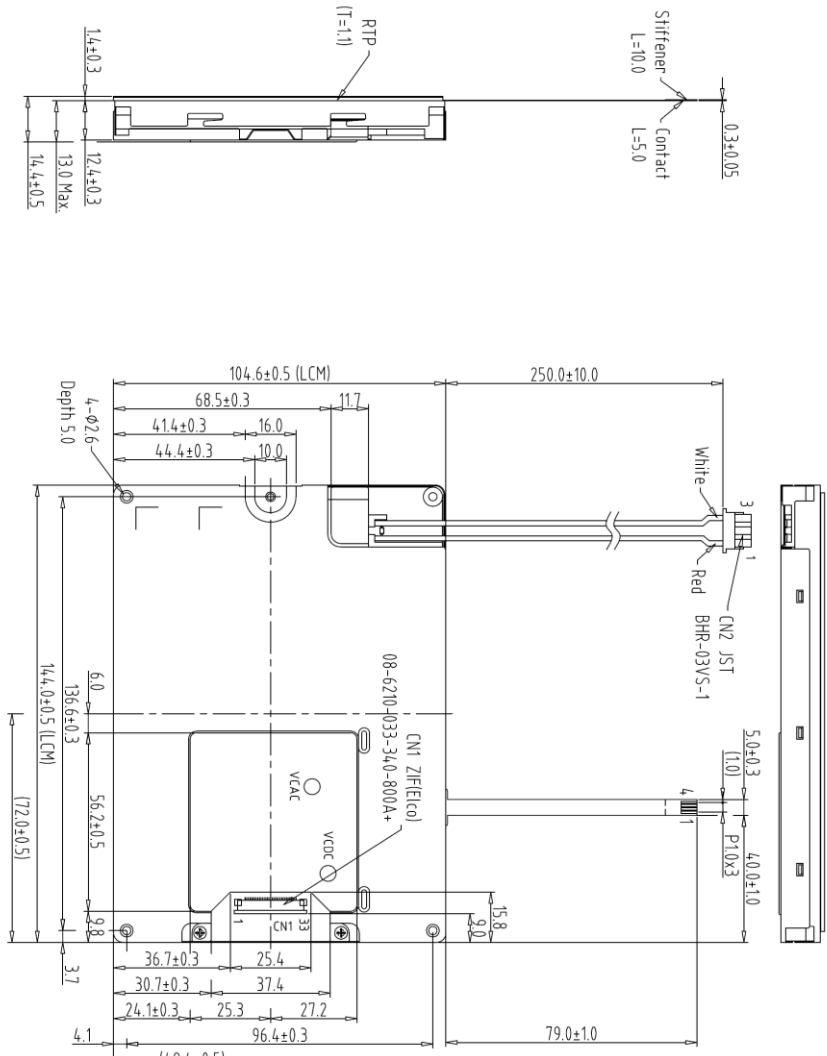 RTP
(T=1.1)
Stiffener
L=10.0
Contact
L=5.0
0.3±0.05
1.4±0.3
12.4±0.3
13.0 Max.
14.4±0.5
104.6±0.5 (LCM)
250.0±10.0
68.5±0.3
11.7
41.4±0.3
16.0
44.4±0.3
10.0
4-Ø2.6
Depth 5.0
White
Red
3
1
CN2 JST
BHR-03VS-1
CN1 ZIF(Elco)
08-6210-033-340-800A+
5.0±0.3
(1.0)
4
1
P1.0x3
40.0±1.0
6.0
136.6±0.3
144.0±0.5 (LCM)
(72.0±0.5)
56.2±0.5
9.8
3.7
VCAC
VCDC
1
CN1
33
15.8
9.0
36.7±0.3
25.4
30.7±0.3
37.4
24.1±0.3
25.3
27.2
4.1
96.4±0.3
79.0±1.0